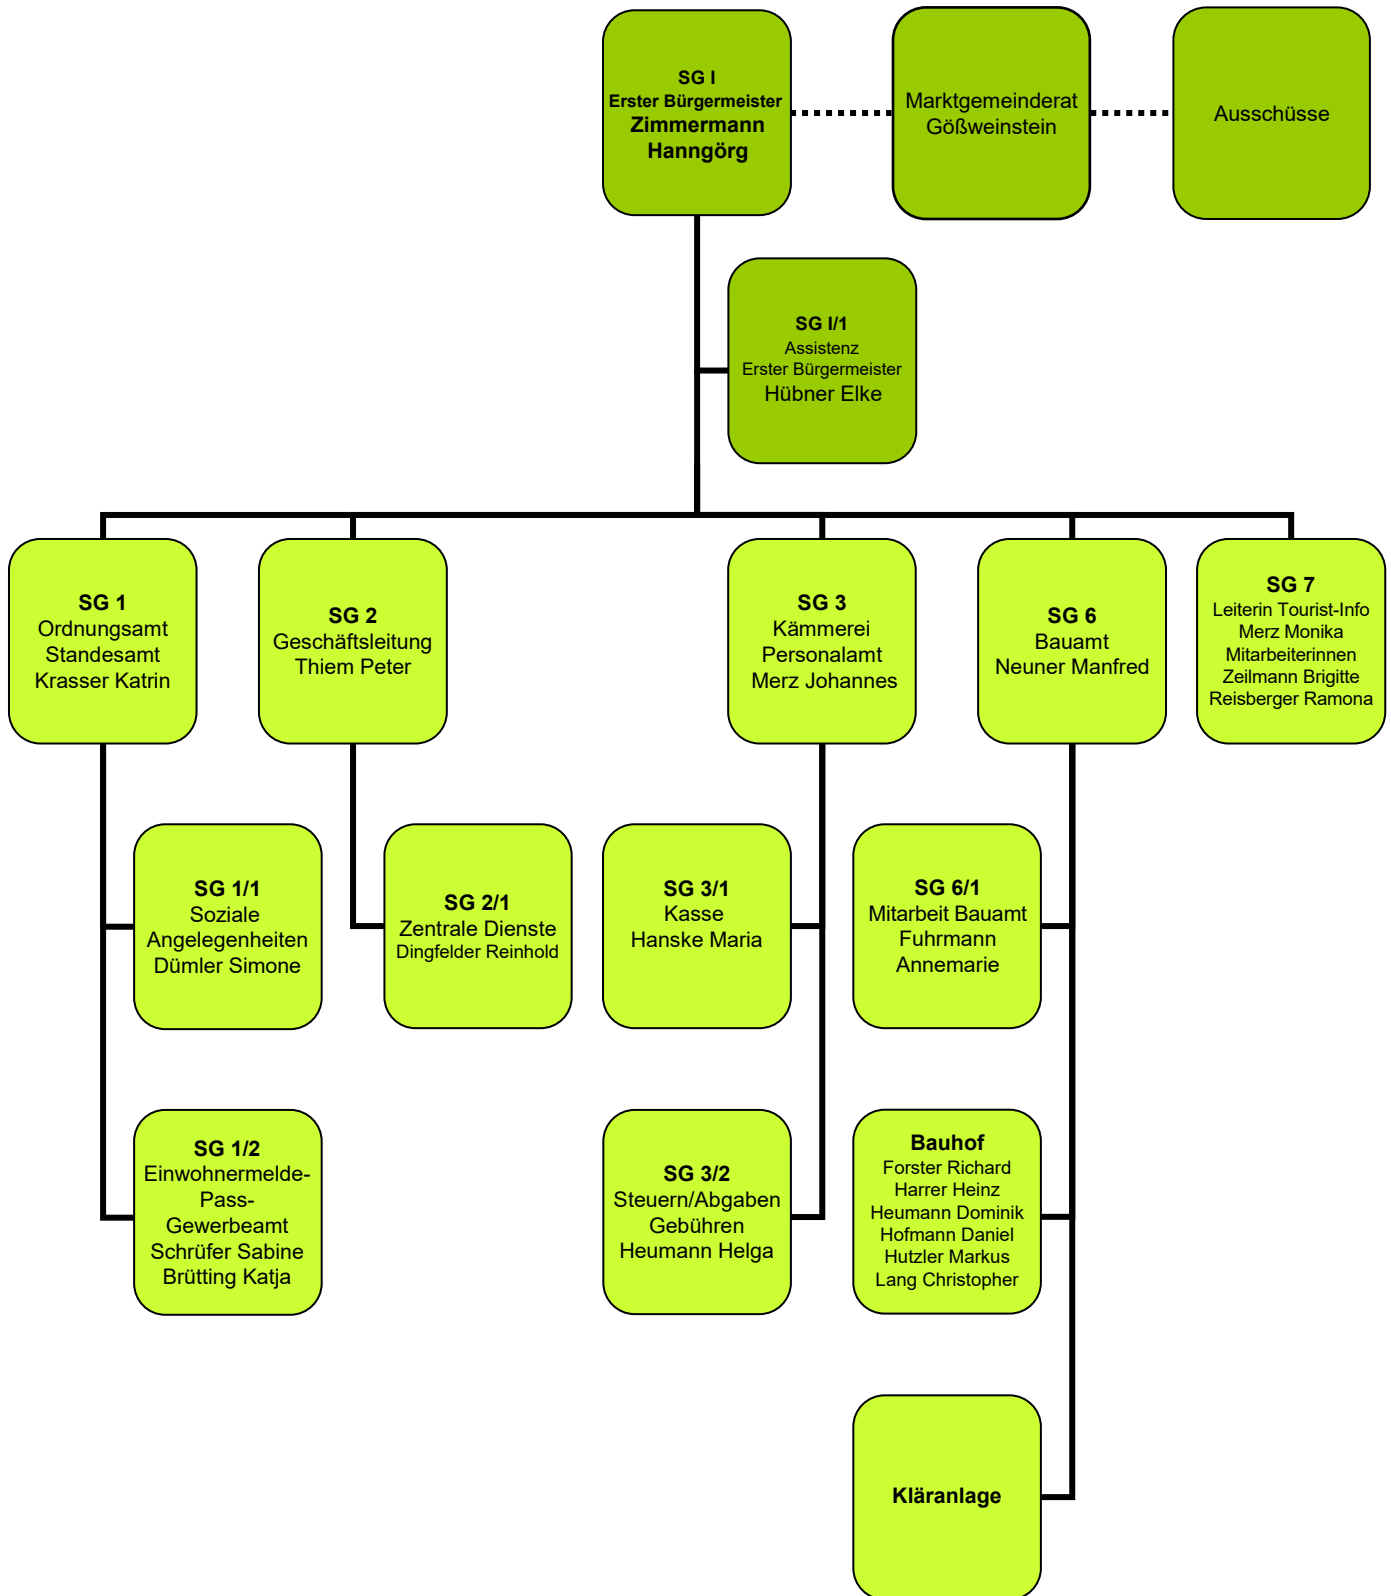 SG I
Erster Bürgermeister
Zimmermann
Hanngörg
Marktgemeinderat
Gößweinstein
Ausschüsse
SG I/1
Assistenz
Erster Bürgermeister
Hübner Elke
SG 1
Ordnungsamt
Standesamt
Krasser Katrin
SG 2
Geschäftsleitung
Thiem Peter
SG 3
Kämmerei
Personalamt
Merz Johannes
SG 6
Bauamt
Neuner Manfred
SG 7
Leiterin Tourist-Info
Merz Monika
Mitarbeiterinnen
Zeilmann Brigitte
Reisberger Ramona
SG 1/1
Soziale
Angelegenheiten
Dümler Simone
SG 2/1
Zentrale Dienste
Dingfelder Reinhold
SG 3/1
Kasse
Hanske Maria
SG 6/1
Mitarbeit Bauamt
Fuhrmann
Annemarie
SG 1/2
Einwohnermelde-
Pass-
Gewerbeamt
Schrüfer Sabine
Brütting Katja
SG 3/2
Steuern/Abgaben
Gebühren
Heumann Helga
Bauhof
Forster Richard
Harrer Heinz
Heumann Dominik
Hofmann Daniel
Hutzler Markus
Lang Christopher
Kläranlage